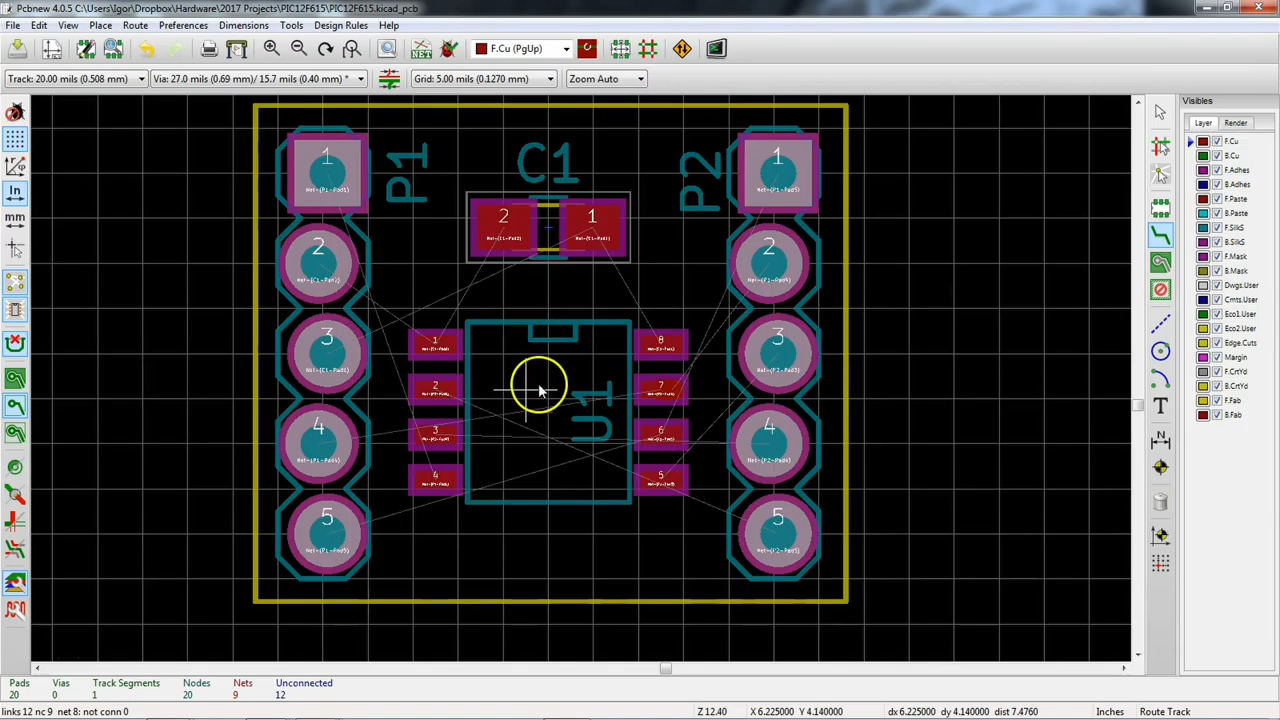 Pcbnew 4.0.5 C:\Users\Igor\Dropbox\Hardware\2017 Projects\PIC12F615\PIC12F615.kicad_pcb
File Edit View Place Route Preferences Dimensions Tools Design Rules Help
NET F.Cu (PgUp)
Track: 20.00 mils (0.508 mm) Via: 27.0 mils (0.69 mm)/ 15.7 mils (0.40 mm) * Grid: 5.00 mils (0.1270 mm) Zoom Auto
Visibles
Layer Render
F.Cu
B.Cu
F.Adhes
B.Adhes
F.Paste
B.Paste
F.SilkS
B.SilkS
F.Mask
B.Mask
Dwgs.User
Cmts.User
Eco1.User
Eco2.User
Edge.Cuts
Margin
F.CrtYd
B.CrtYd
F.Fab
B.Fab
In
mm
P1
1
Net-(P1-Pad1)
2
3
4
5
C1
2 1
U1
1
2
3
4
8
7
6
5
P2
1
2
3
4
5
Pads Vias Track Segments Nodes Nets Unconnected
20 0 1 20 9 12
links 12 nc 9 net 8: not conn 0 Z 12.40 X 6.225000 Y 4.140000 dx 6.225000 dy 4.140000 dist 7.4760 Inches Route Track